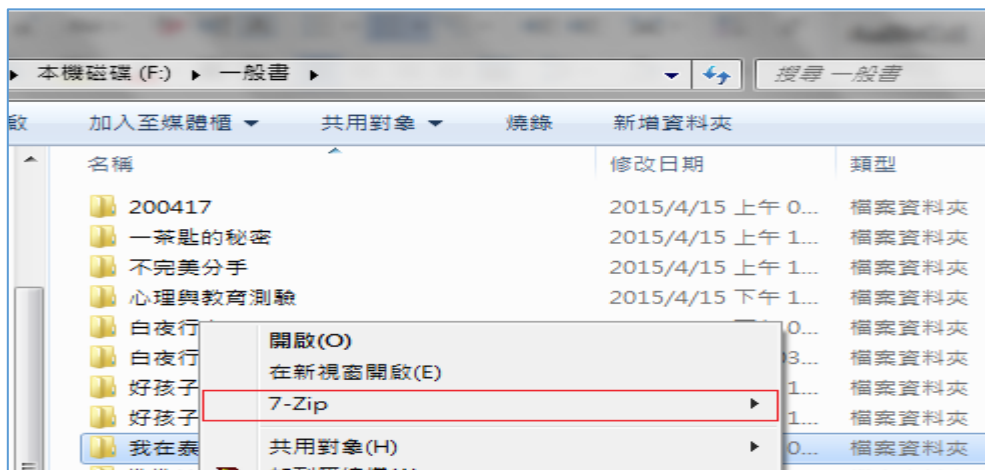 本機磁碟 (F:) ▸ 一般書 ▸ 搜尋 一般書
加入至媒體櫃 共用對象 燒錄 新增資料夾
名稱 修改日期 類型
200417 2015/4/15 上午 0... 檔案資料夾
一茶匙的秘密 2015/4/15 上午 1... 檔案資料夾
不完美分手 2015/4/15 上午 1... 檔案資料夾
心理與教育測驗 2015/4/15 下午 1... 檔案資料夾
白夜行 0... 檔案資料夾
開啟(O)
白夜行 03... 檔案資料夾
在新視窗開啟(E)
好孩子 1... 檔案資料夾
7-Zip
好孩子 1... 檔案資料夾
我在泰 共用對象(H) 0... 檔案資料夾